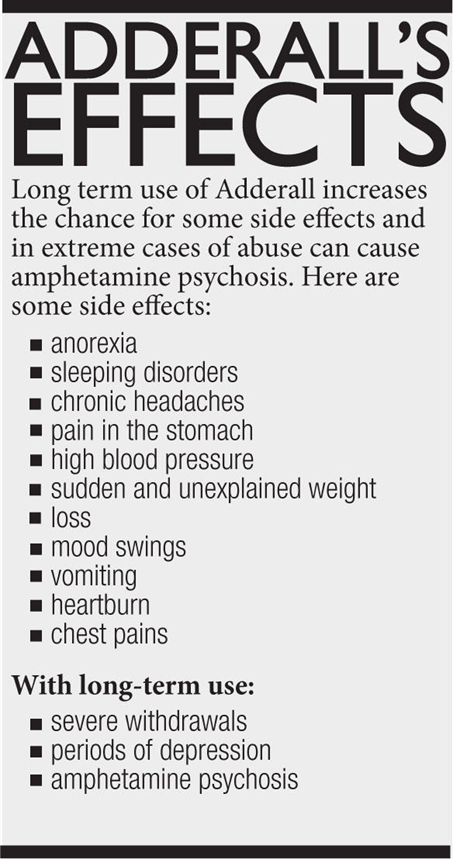 ADDERALL'S
EFFECTS
Long term use of Adderall increases
the chance for some side effects and
in extreme cases of abuse can cause
amphetamine psychosis. Here are
some side effects:
■ anorexia
■ sleeping disorders
■ chronic headaches
■ pain in the stomach
■ high blood pressure
■ sudden and unexplained weight
■ loss
■ mood swings
■ vomiting
■ heartburn
■ chest pains
With long-term use:
■ severe withdrawals
■ periods of depression
■ amphetamine psychosis